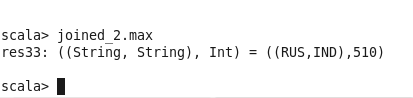 scala> joined_2.max
res33: ((String, String), Int) = ((RUS,IND),510)
scala>